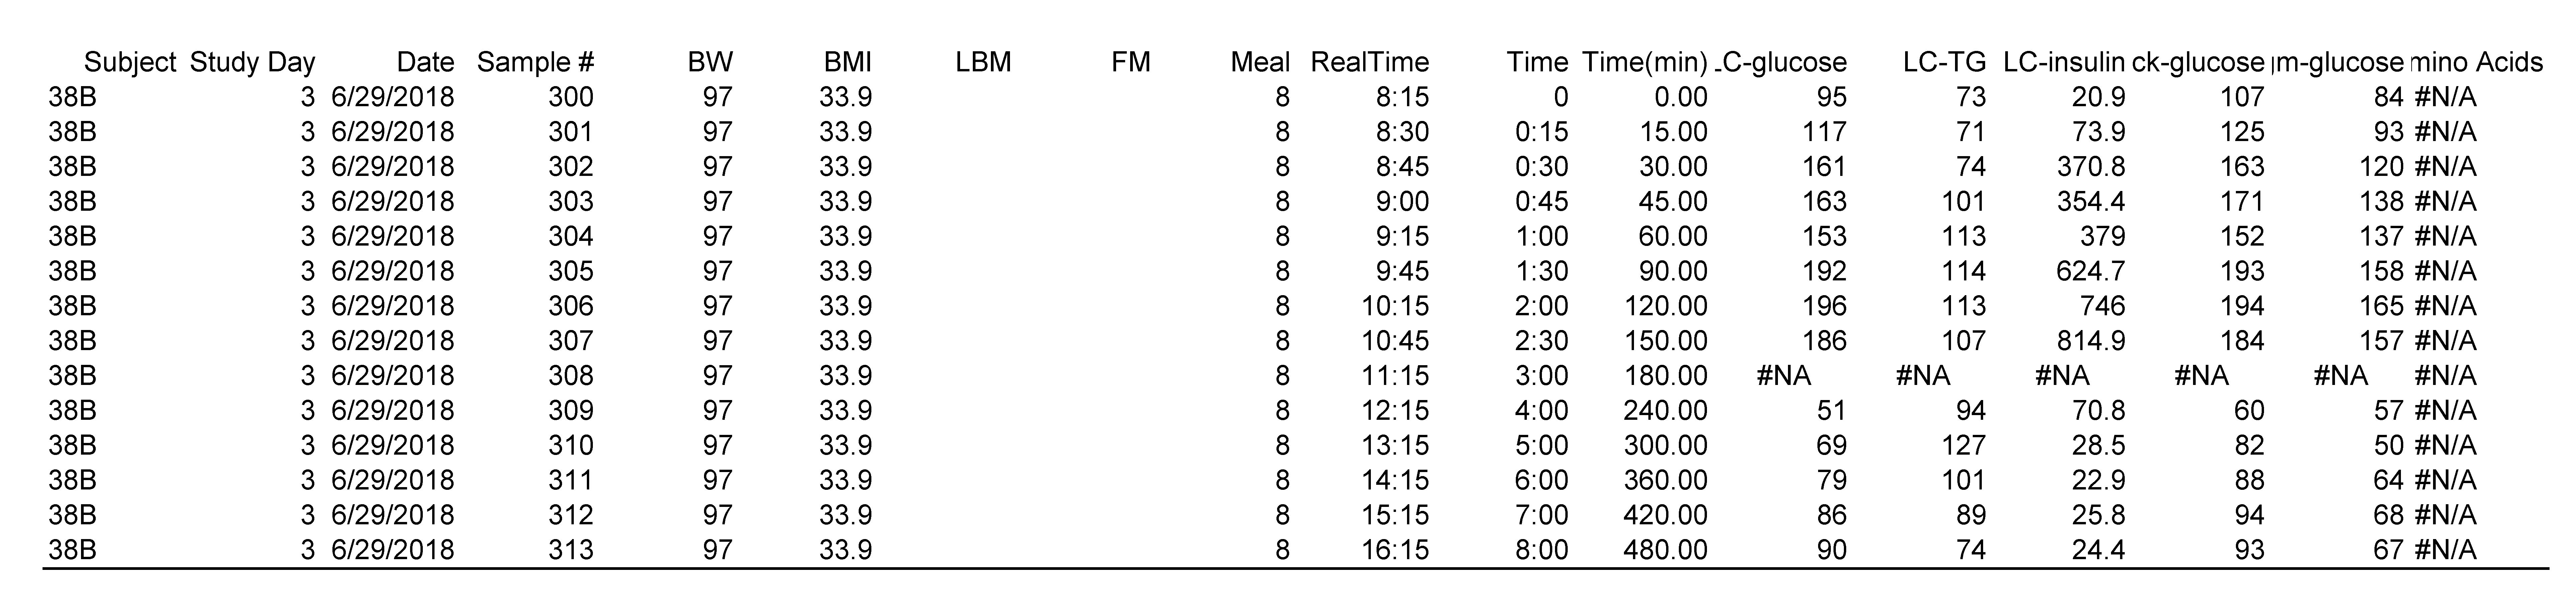 Subject Study Day Date Sample # BW BMI LBM FM Meal RealTime Time Time(min) C-glucose LC-TG LC-insulin ck-glucose m-glucose mino Acids
38B 3 6/29/2018 300 97 33.9 8 8:15 0 0.00 95 73 20.9 107 84 #N/A
38B 3 6/29/2018 301 97 33.9 8 8:30 0:15 15.00 117 71 73.9 125 93 #N/A
38B 3 6/29/2018 302 97 33.9 8 8:45 0:30 30.00 161 74 370.8 163 120 #N/A
38B 3 6/29/2018 303 97 33.9 8 9:00 0:45 45.00 163 101 354.4 171 138 #N/A
38B 3 6/29/2018 304 97 33.9 8 9:15 1:00 60.00 153 113 379 152 137 #N/A
38B 3 6/29/2018 305 97 33.9 8 9:45 1:30 90.00 192 114 624.7 193 158 #N/A
38B 3 6/29/2018 306 97 33.9 8 10:15 2:00 120.00 196 113 746 194 165 #N/A
38B 3 6/29/2018 307 97 33.9 8 10:45 2:30 150.00 186 107 814.9 184 157 #N/A
38B 3 6/29/2018 308 97 33.9 8 11:15 3:00 180.00 #NA #NA #NA #NA #NA #N/A
38B 3 6/29/2018 309 97 33.9 8 12:15 4:00 240.00 51 94 70.8 60 57 #N/A
38B 3 6/29/2018 310 97 33.9 8 13:15 5:00 300.00 69 127 28.5 82 50 #N/A
38B 3 6/29/2018 311 97 33.9 8 14:15 6:00 360.00 79 101 22.9 88 64 #N/A
38B 3 6/29/2018 312 97 33.9 8 15:15 7:00 420.00 86 89 25.8 94 68 #N/A
38B 3 6/29/2018 313 97 33.9 8 16:15 8:00 480.00 90 74 24.4 93 67 #N/A